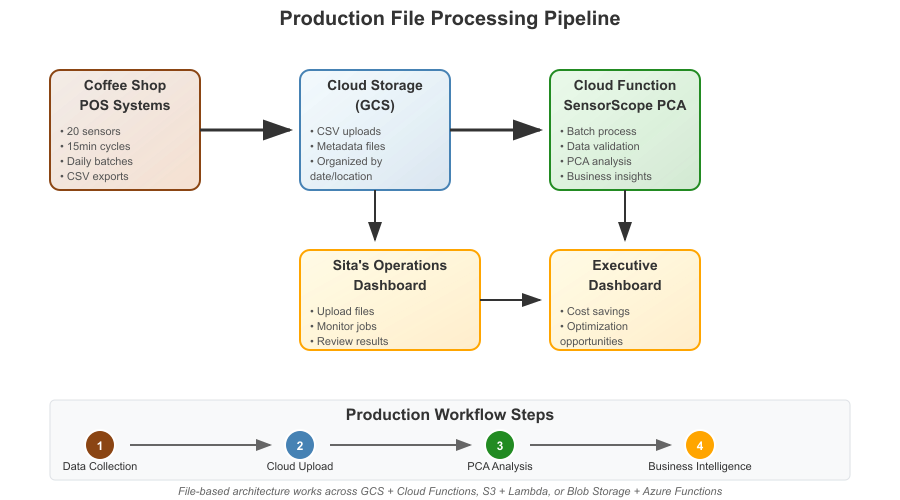 Production File Processing Pipeline
Coffee Shop
POS Systems
• 20 sensors
• 15min cycles
• Daily batches
• CSV exports
Cloud Storage
(GCS)
• CSV uploads
• Metadata files
• Organized by
date/location
Cloud Function
SensorScope PCA
• Batch process
• Data validation
• PCA analysis
• Business insights
Sita's Operations
Dashboard
• Upload files
• Monitor jobs
• Review results
Executive
Dashboard
• Cost savings
• Optimization
opportunities
Production Workflow Steps
1
Data Collection
2
Cloud Upload
3
PCA Analysis
4
Business Intelligence
File-based architecture works across GCS + Cloud Functions, S3 + Lambda, or Blob Storage + Azure Functions